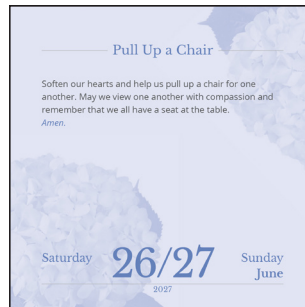 Pull Up a Chair
Soften our hearts and help us pull up a chair for one
another. May we view one another with compassion and
remember that we all have a seat at the table.
Amen.
Saturday 26/27 Sunday
June
2027